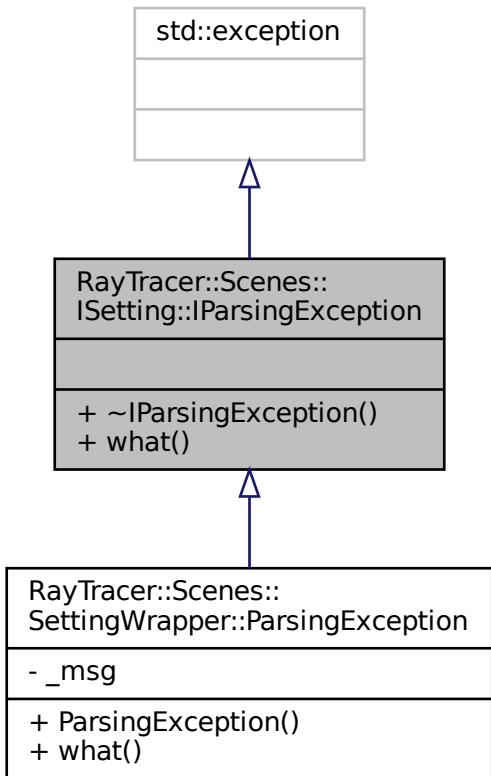 std::exception
RayTracer::Scenes::
ISetting::IParsingException
+ ~IParsingException()
+ what()
RayTracer::Scenes::
SettingWrapper::ParsingException
- _msg
+ ParsingException()
+ what()